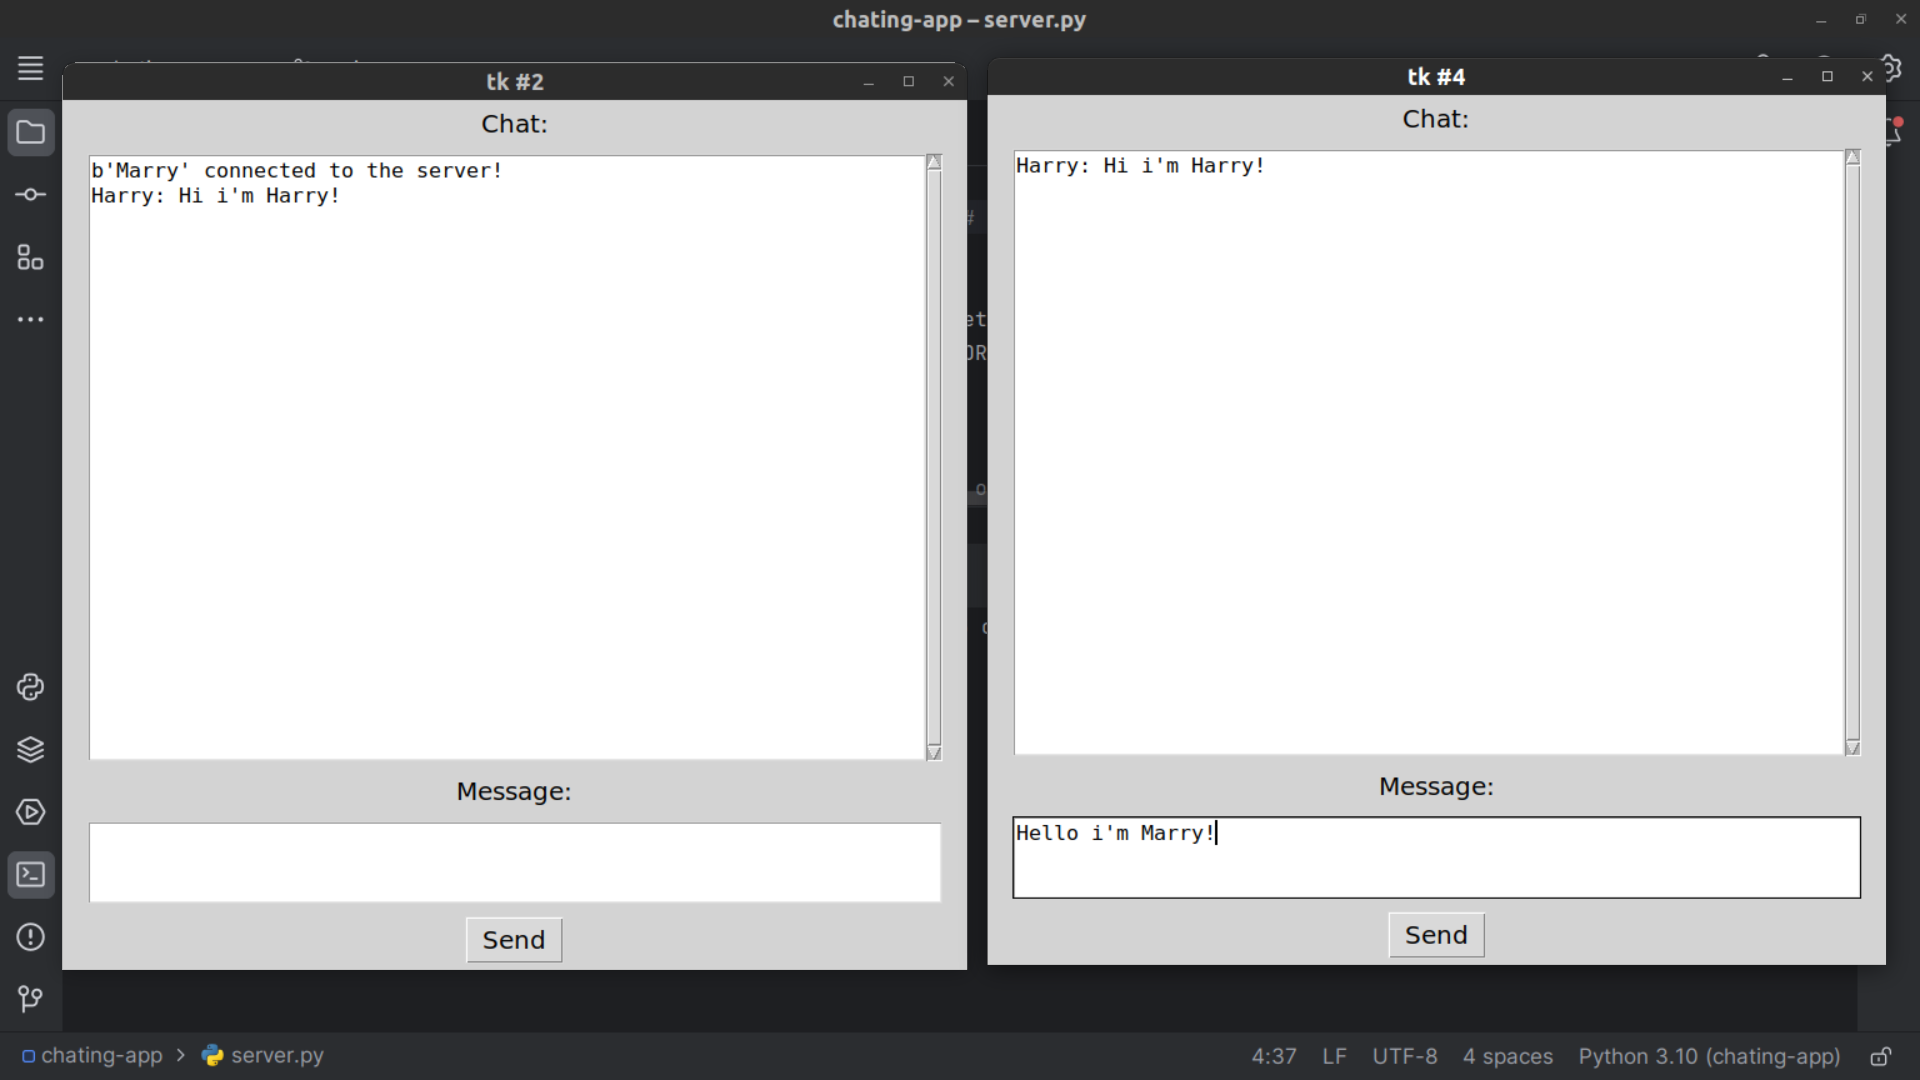 chating-app – server.py
tk #2
Chat:
b'Marry' connected to the server!
Harry: Hi i'm Harry!
Message:
Send
tk #4
Chat:
Harry: Hi i'm Harry!
Message:
Hello i'm Marry!
Send
chating-app > server.py
4:37 LF UTF-8 4 spaces Python 3.10 (chating-app)